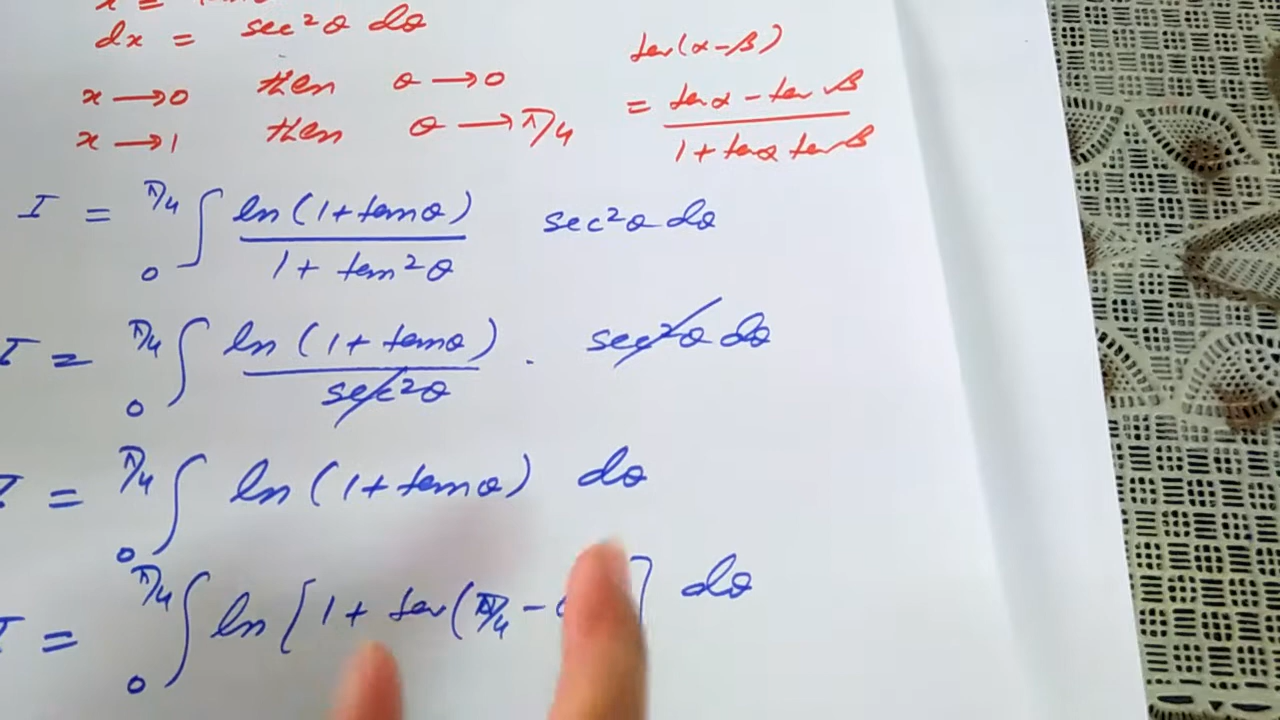 dx = sec²θ dθ
x → 0 then θ → 0
x → 1 then θ → π/4
tan(α-β)
= tanα - tanβ / 1 + tanα tanβ
I = π/4 ∫ 0 ln(1+tanθ) / 1 + tan²θ sec²θ dθ
I = π/4 ∫ 0 ln(1+tanθ) / sec²θ . sec²θ dθ
I = π/4 ∫ 0 ln(1+tanθ) dθ
I = π/4 ∫ 0 ln[1 + tan(π/4 - ] dθ